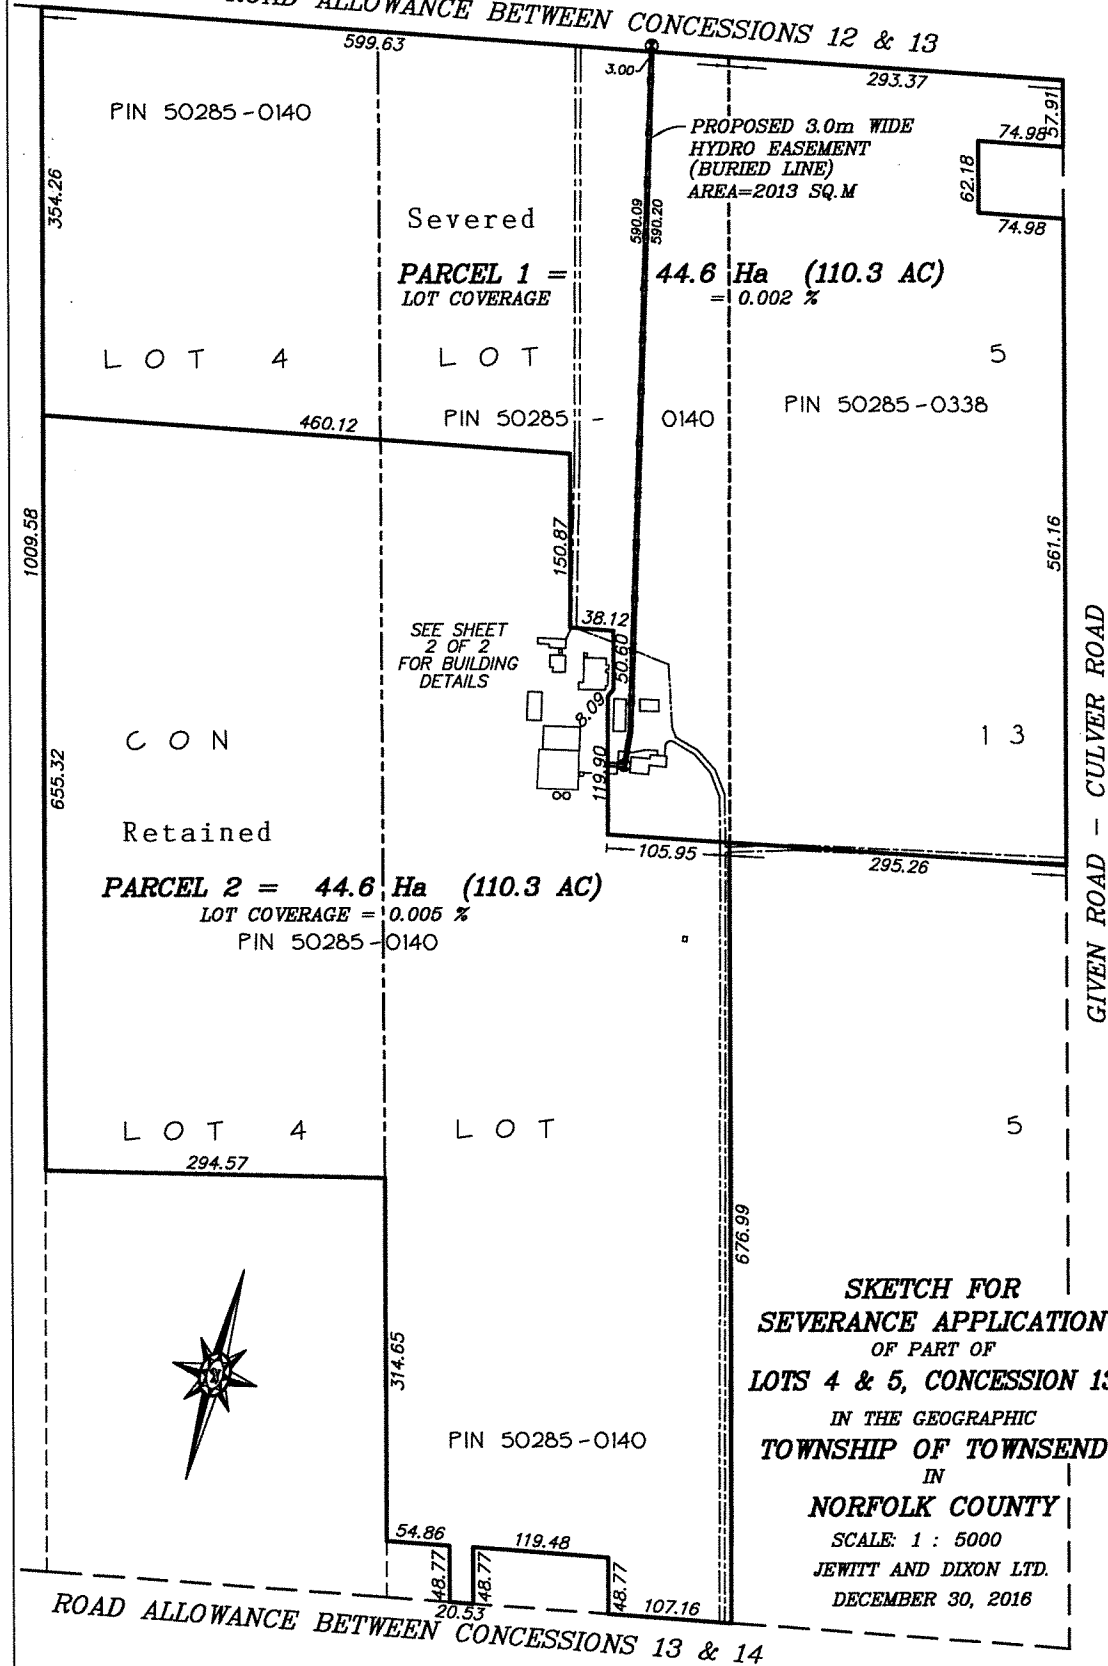 ROAD ALLOWANCE BETWEEN CONCESSIONS 12 & 13
599.63
3.00
293.37
57.91
PIN 50285-0140
PROPOSED 3.0m WIDE
HYDRO EASEMENT
(BURIED LINE)
AREA=2013 SQ.M
74.98
62.18
74.98
354.26
Severed
590.09
590.20
PARCEL 1 = 44.6 Ha (110.3 AC)
LOT COVERAGE = 0.002 %
LOT 4 LOT 5
PIN 50285 - 0140
PIN 50285-0338
460.12
1009.58
150.87
561.16
38.12
SEE SHEET
2 OF 2
FOR BUILDING
DETAILS
50.60
8.09
GIVEN ROAD - CULVER ROAD
CON 13
655.32
119.90
Retained
105.95
295.26
PARCEL 2 = 44.6 Ha (110.3 AC)
LOT COVERAGE = 0.005 %
PIN 50285-0140
LOT 4 LOT 5
294.57
676.99
314.65
SKETCH FOR
SEVERANCE APPLICATION
OF PART OF
LOTS 4 & 5, CONCESSION 13
IN THE GEOGRAPHIC
TOWNSHIP OF TOWNSEND
IN
NORFOLK COUNTY
SCALE: 1 : 5000
JEWITT AND DIXON LTD.
DECEMBER 30, 2016
PIN 50285-0140
54.86
48.77
20.53
48.77
119.48
48.77
107.16
ROAD ALLOWANCE BETWEEN CONCESSIONS 13 & 14